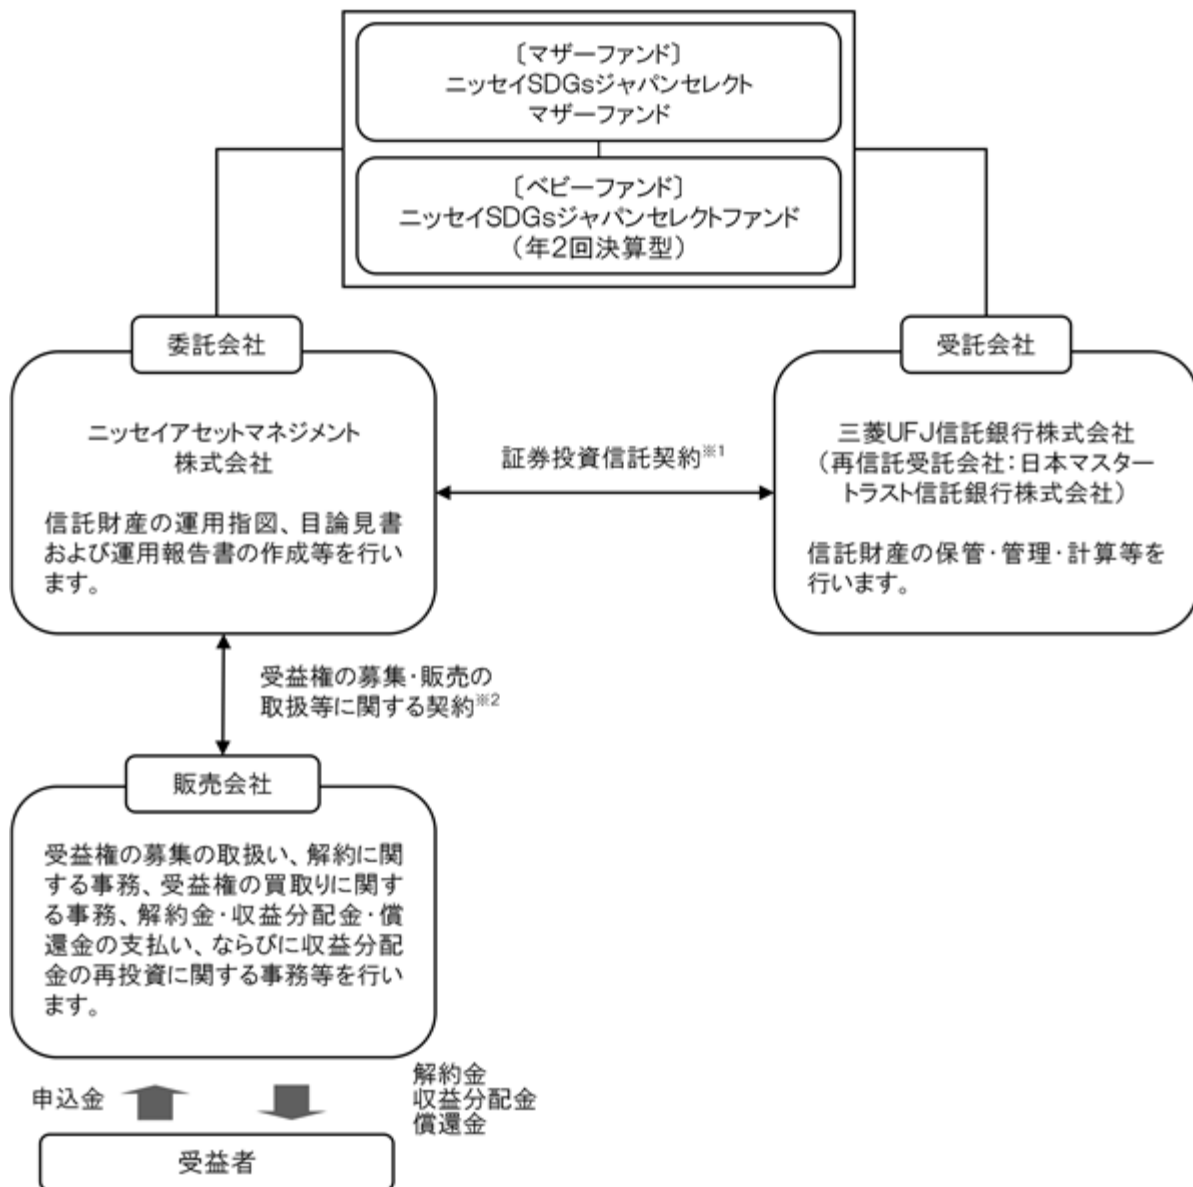 〔マザーファンド〕
ニッセイSDGsジャパンセレクト
マザーファンド
〔ベビーファンド〕
ニッセイSDGsジャパンセレクトファンド
（年2回決算型）
委託会社
ニッセイアセットマネジメント
株式会社
信託財産の運用指図、目論見書
および運用報告書の作成等を行い
ます。
証券投資信託契約※1
受託会社
三菱UFJ信託銀行株式会社
（再信託受託会社：日本マスター
トラスト信託銀行株式会社）
信託財産の保管・管理・計算等を
行います。
受益権の募集・販売の
取扱等に関する契約※2
販売会社
受益権の募集の取扱い、解約に関
する事務、受益権の買取りに関す
る事務、解約金・収益分配金・償
還金の支払い、ならびに収益分配
金の再投資に関する事務等を行い
ます。
申込金
解約金
収益分配金
償還金
受益者